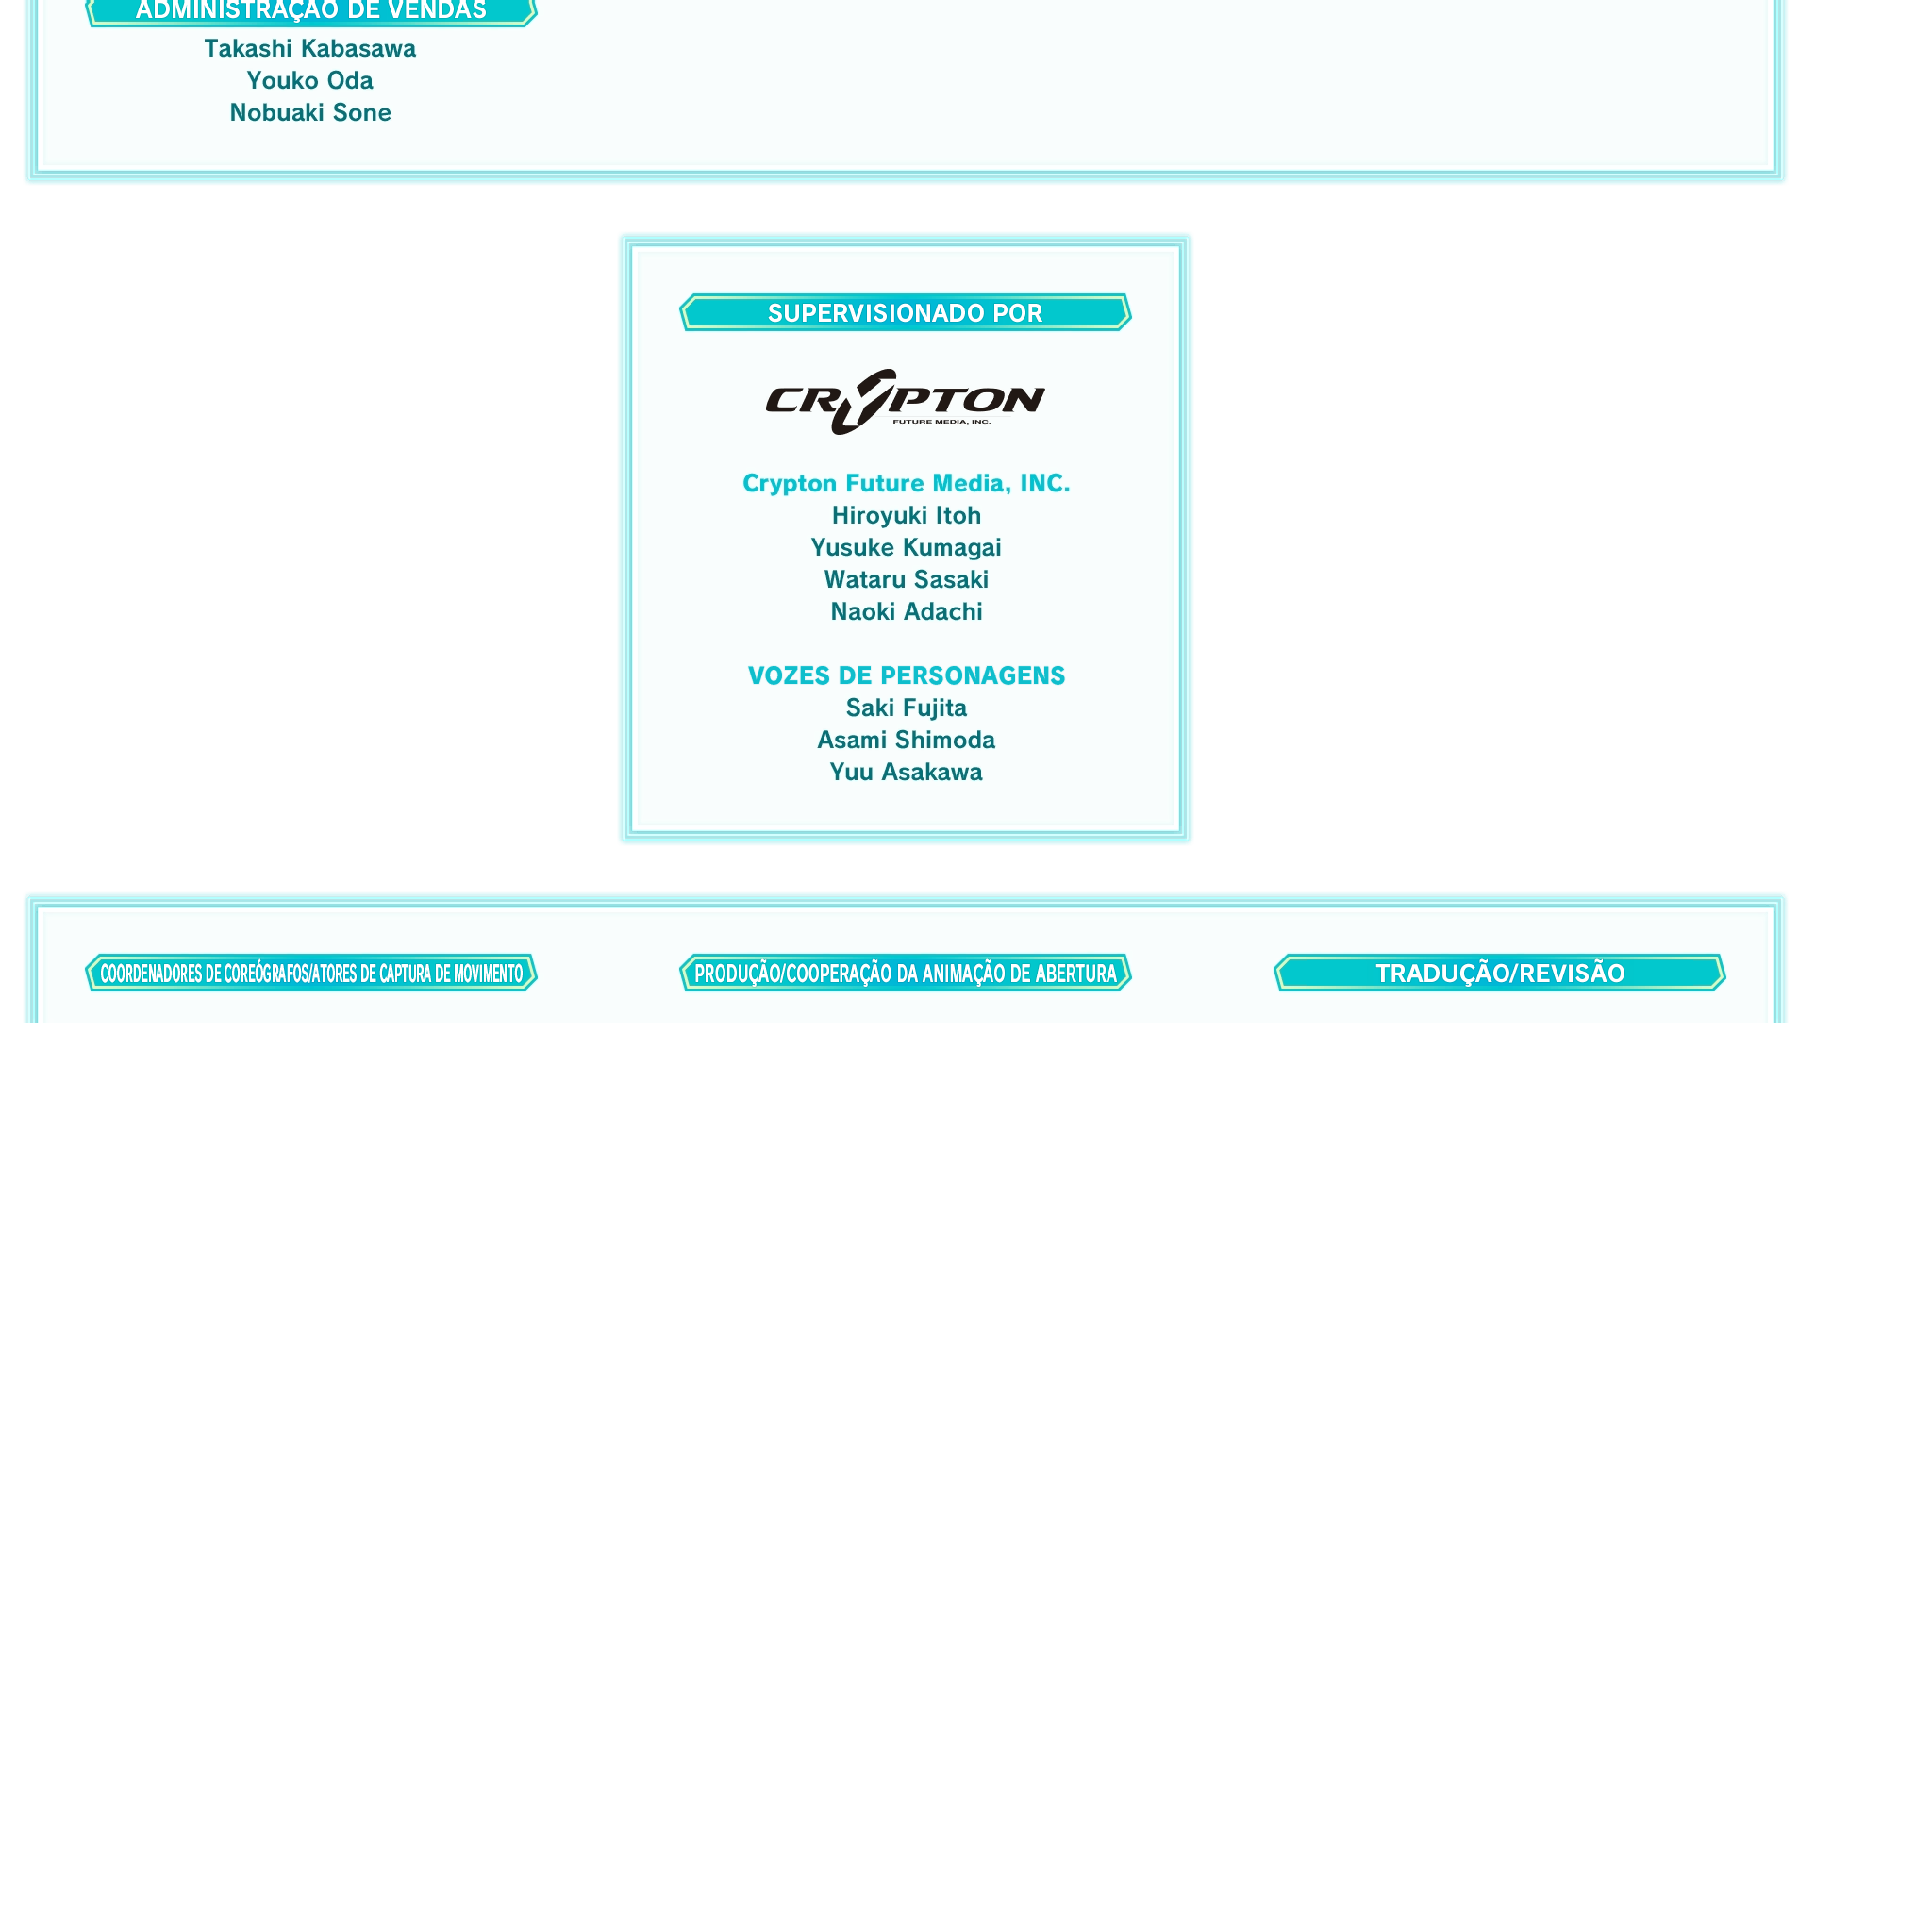 ADMINISTRAÇÃO DE VENDAS
Takashi Kabasawa
Youko Oda
Nobuaki Sone
SUPERVISIONADO POR
CRYPTON
FUTURE MEDIA, INC.
Crypton Future Media, INC.
Hiroyuki Itoh
Yusuke Kumagai
Wataru Sasaki
Naoki Adachi
VOZES DE PERSONAGENS
Saki Fujita
Asami Shimoda
Yuu Asakawa
COORDENADORES DE COREÓGRAFOS/ATORES DE CAPTURA DE MOVIMENTO
PRODUÇÃO/COOPERAÇÃO DA ANIMAÇÃO DE ABERTURA
TRADUÇÃO/REVISÃO